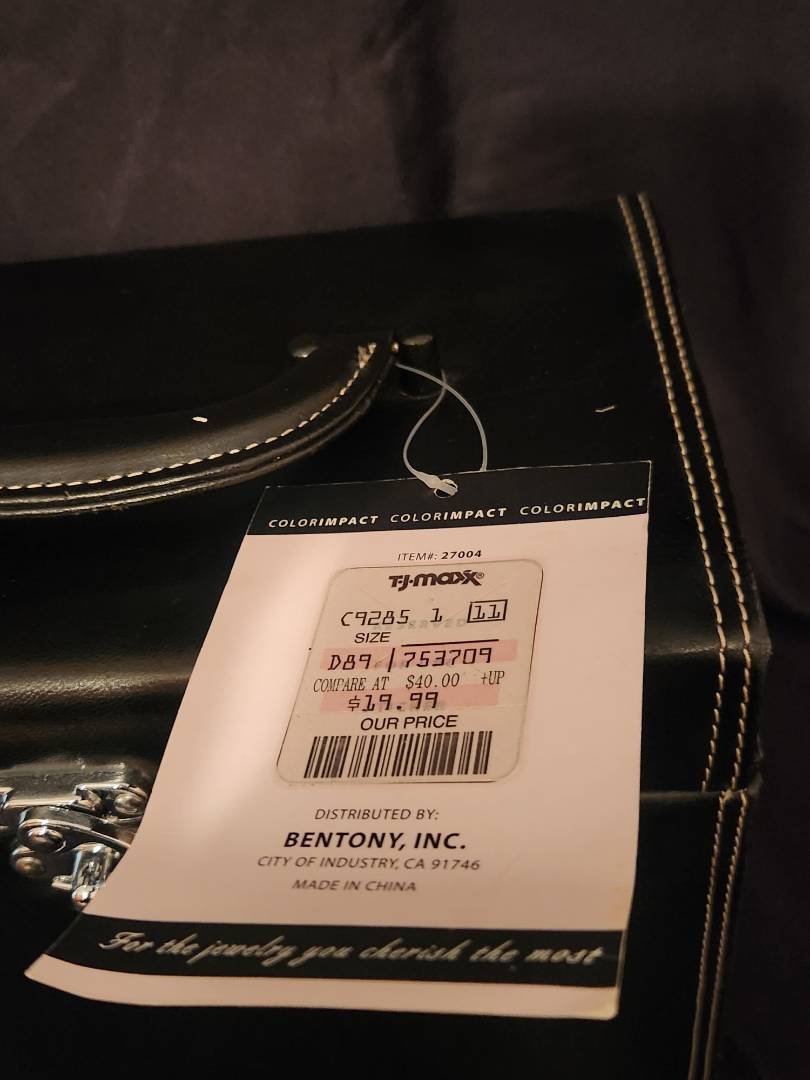 COLORIMPACT COLORIMPACT COLORIMPACT
ITEM#: 27004
T·J·maxx®
C9285 1 11
SIZE
D89 / 753709
COMPARE AT $40.00 +UP
$19.99
OUR PRICE
DISTRIBUTED BY:
BENTONY, INC.
CITY OF INDUSTRY, CA 91746
MADE IN CHINA
For the jewelry you cherish the most